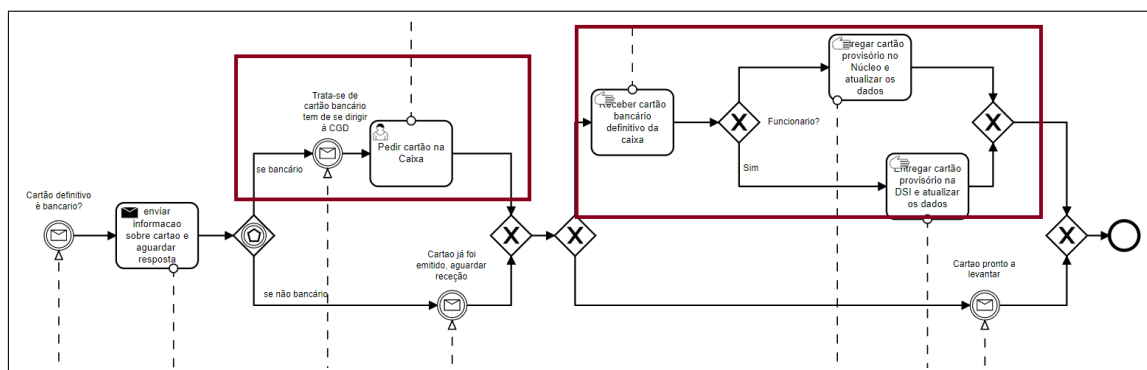 Cartão definitivo
é bancario?
enviar
informacao
sobre cartao e
aguardar
resposta
se bancário
se não bancário
Trata-se de
cartão bancário
tem de se dirigir
á CGD
Pedir cartão na
Caixa
Cartao já foi
emitido, aguardar
receção
Receber cartão
bancário
definitivo da
caixa
Funcionario?
Sim
tregar cartão
provisório no
Núcleo e
atualizar os
dados
Entregar cartão
provisório na
DSI e atualizar
os dados
Cartao pronto a
levantar